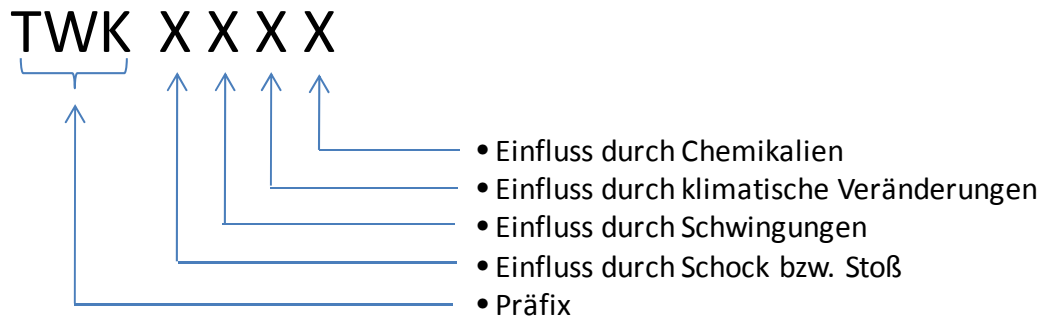 TWK X X X X
• Einfluss durch Chemikalien
• Einfluss durch klimatische Veränderungen
• Einfluss durch Schwingungen
• Einfluss durch Schock bzw. Stoß
• Präfix